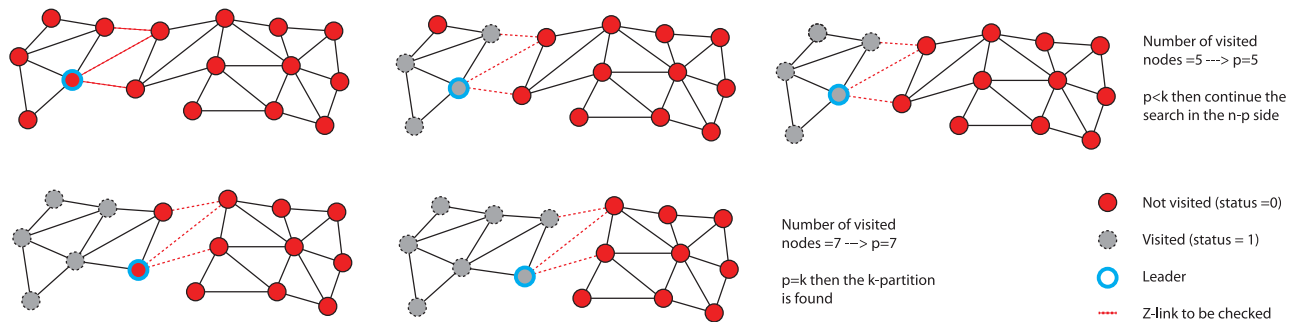 Number of visited
nodes =5 ---> p=5
p<k then continue the
search in the n-p side
Number of visited
nodes =7 ---> p=7
p=k then the k-partition
is found
Not visited (status =0)
Visited (status = 1)
Leader
Z-link to be checked